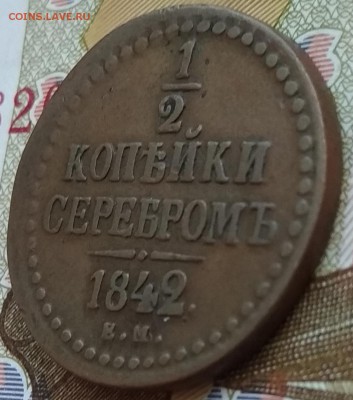 COINS.LAVE.RU
1
2
КОПѢЙКИ
СЕРЕБРОМЪ
1842
Е.М.